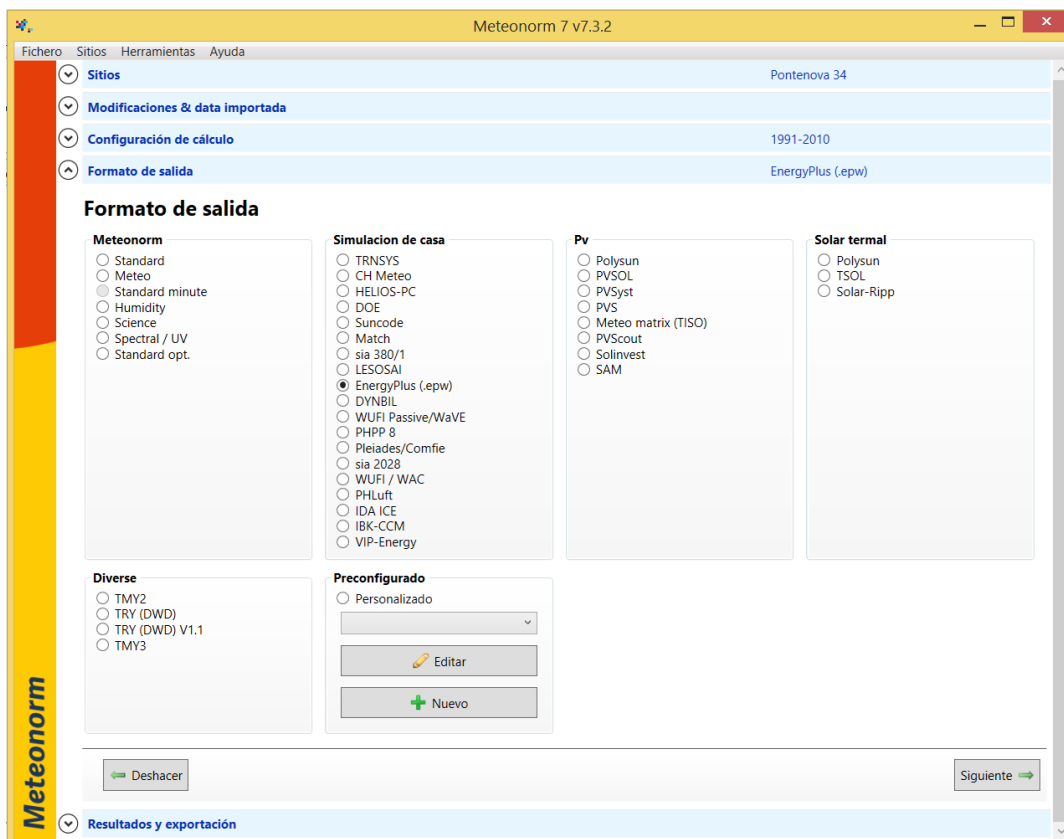 Meteonorm 7 v7.3.2
Fichero Sitios Herramientas Ayuda
Sitios Pontenova 34
Modificaciones & data importada
Configuración de cálculo 1991-2010
Formato de salida EnergyPlus (.epw)
Formato de salida
Meteonorm
Standard
Meteo
Standard minute
Humidity
Science
Spectral / UV
Standard opt.
Simulacion de casa
TRNSYS
CH Meteo
HELIOS-PC
DOE
Suncode
Match
sia 380/1
LESOSAI
EnergyPlus (.epw)
DYNBIL
WUFI Passive/WaVE
PHPP 8
Pleiades/Comfie
sia 2028
WUFI / WAC
PHLuft
IDA ICE
IBK-CCM
VIP-Energy
Pv
Polysun
PVSOL
PVSyst
PVS
Meteo matrix (TISO)
PVScout
Solinvest
SAM
Solar termal
Polysun
TSOL
Solar-Ripp
Diverse
TMY2
TRY (DWD)
TRY (DWD) V1.1
TMY3
Preconfigurado
Personalizado
Editar
Nuevo
Deshacer
Siguiente
Resultados y exportación
Meteonorm